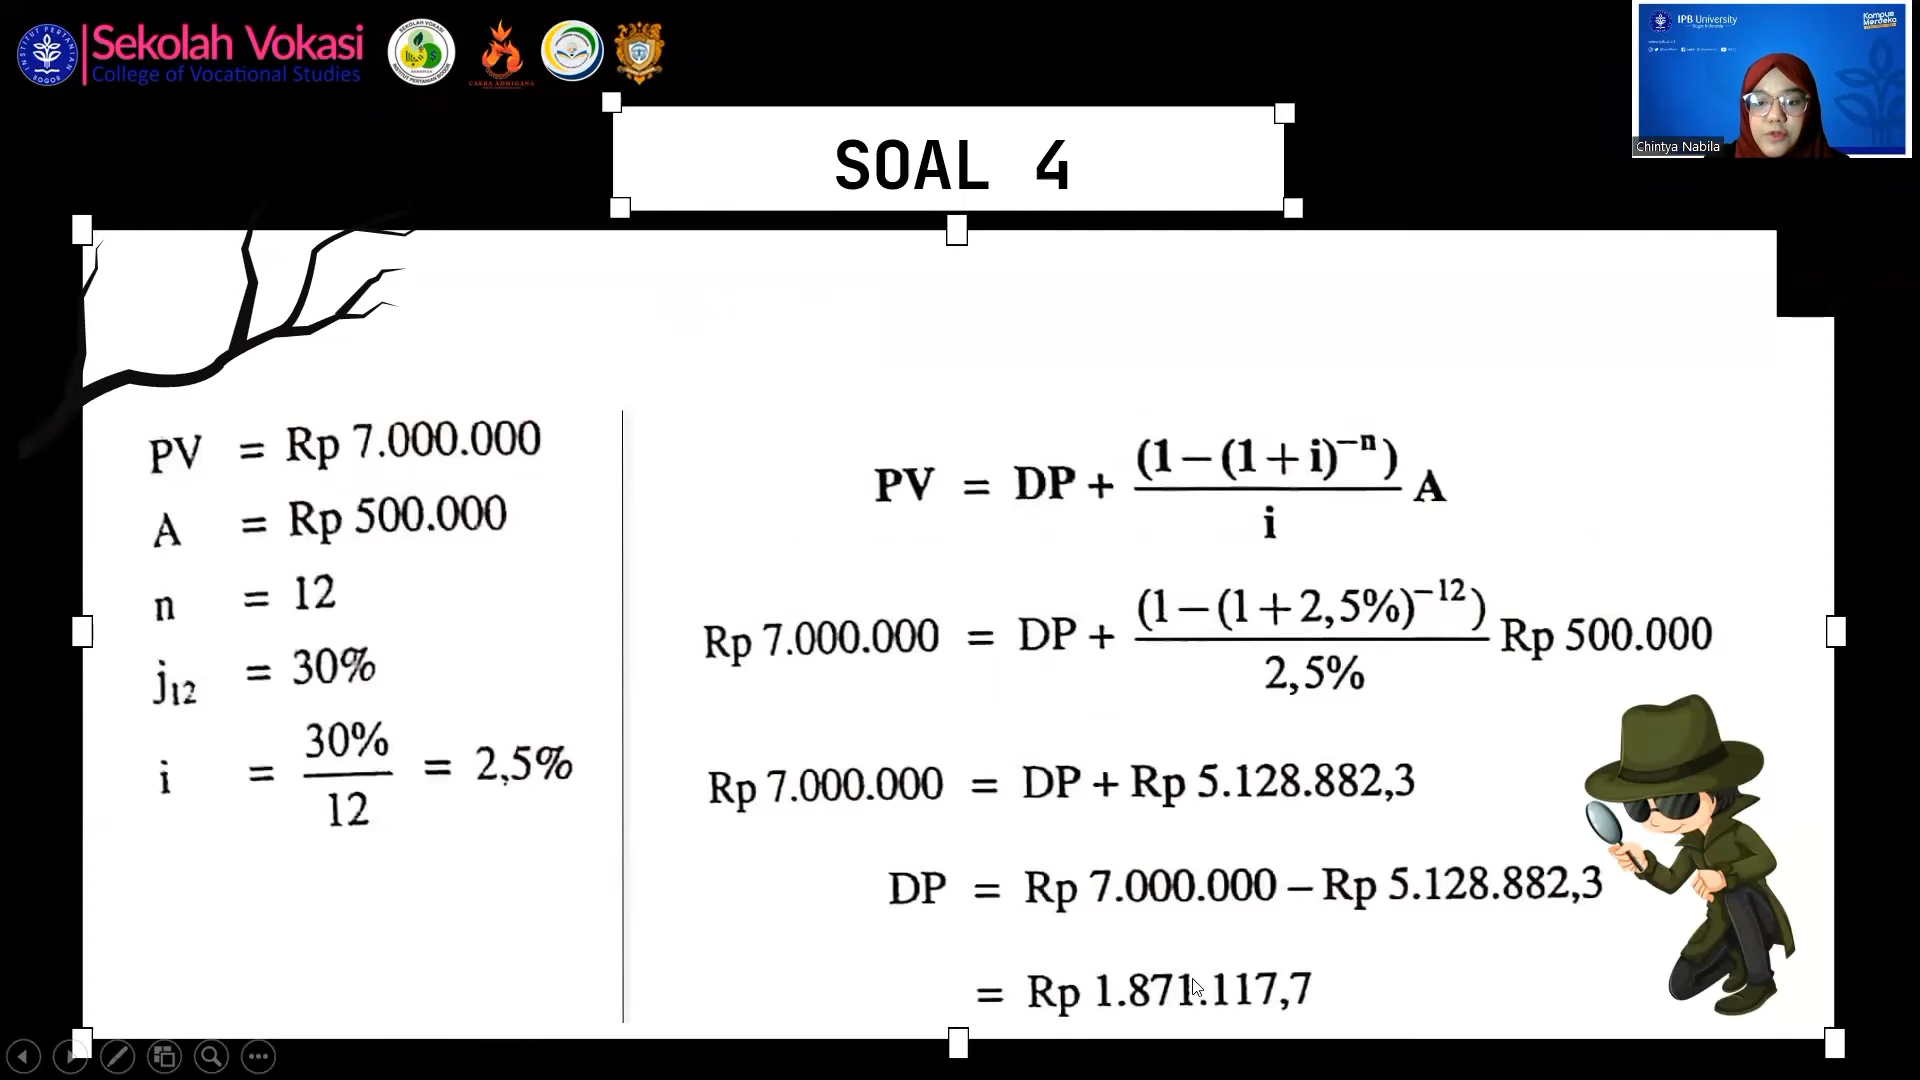 Sekolah Vokasi
College of Vocational Studies
CAKRA ADHIGANA
IPB University
Kampus
Merdeka
Chintya Nabila
SOAL 4
PV = Rp 7.000.000
A = Rp 500.000
n = 12
j₁₂ = 30%
i = 30%/12 = 2,5%
PV = DP + (1−(1+i)⁻ⁿ)/i A
Rp 7.000.000 = DP + (1−(1+2,5%)⁻¹²)/2,5% Rp 500.000
Rp 7.000.000 = DP + Rp 5.128.882,3
DP = Rp 7.000.000 – Rp 5.128.882,3
= Rp 1.871.117,7